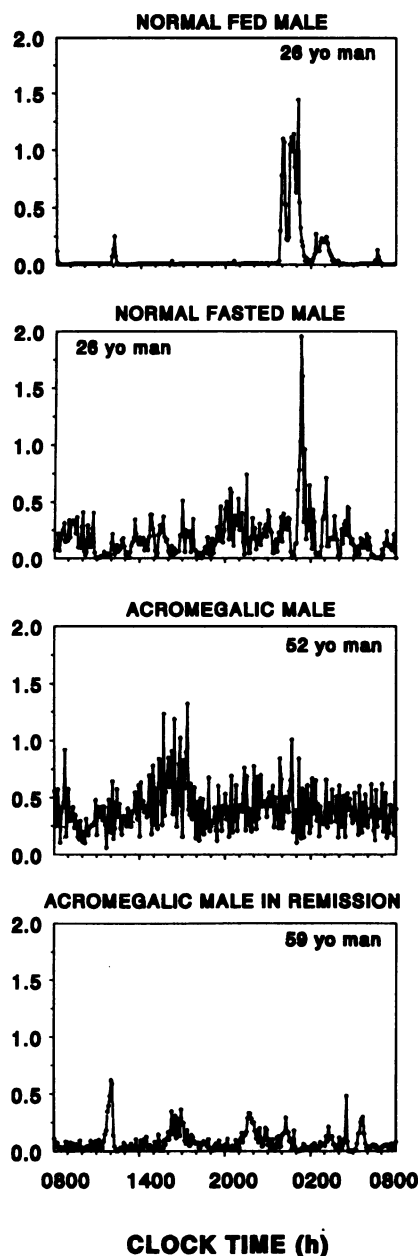 NORMAL FED MALE
26 yo man
2.0
1.5
1.0
0.5
0.0
NORMAL FASTED MALE
26 yo man
2.0
1.5
1.0
0.5
0.0
ACROMEGALIC MALE
52 yo man
2.0
1.5
1.0
0.5
0.0
ACROMEGALIC MALE IN REMISSION
59 yo man
2.0
1.5
1.0
0.5
0.0
0800 1400 2000 0200 0800
CLOCK TIME (h)